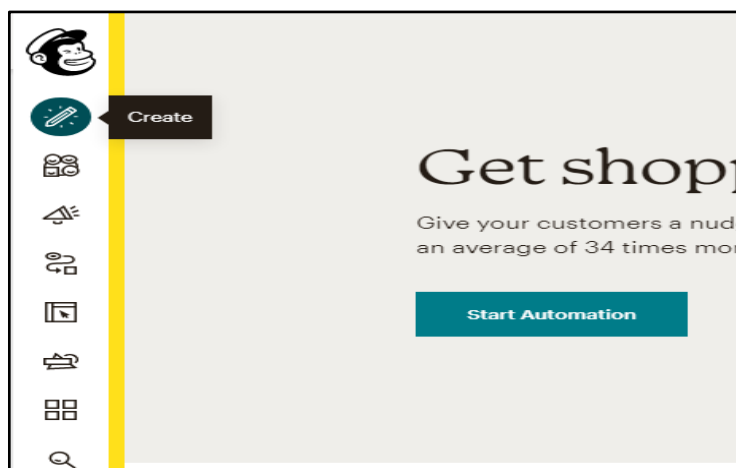 Create
Get shop
Give your customers a nud
an average of 34 times mo
Start Automation